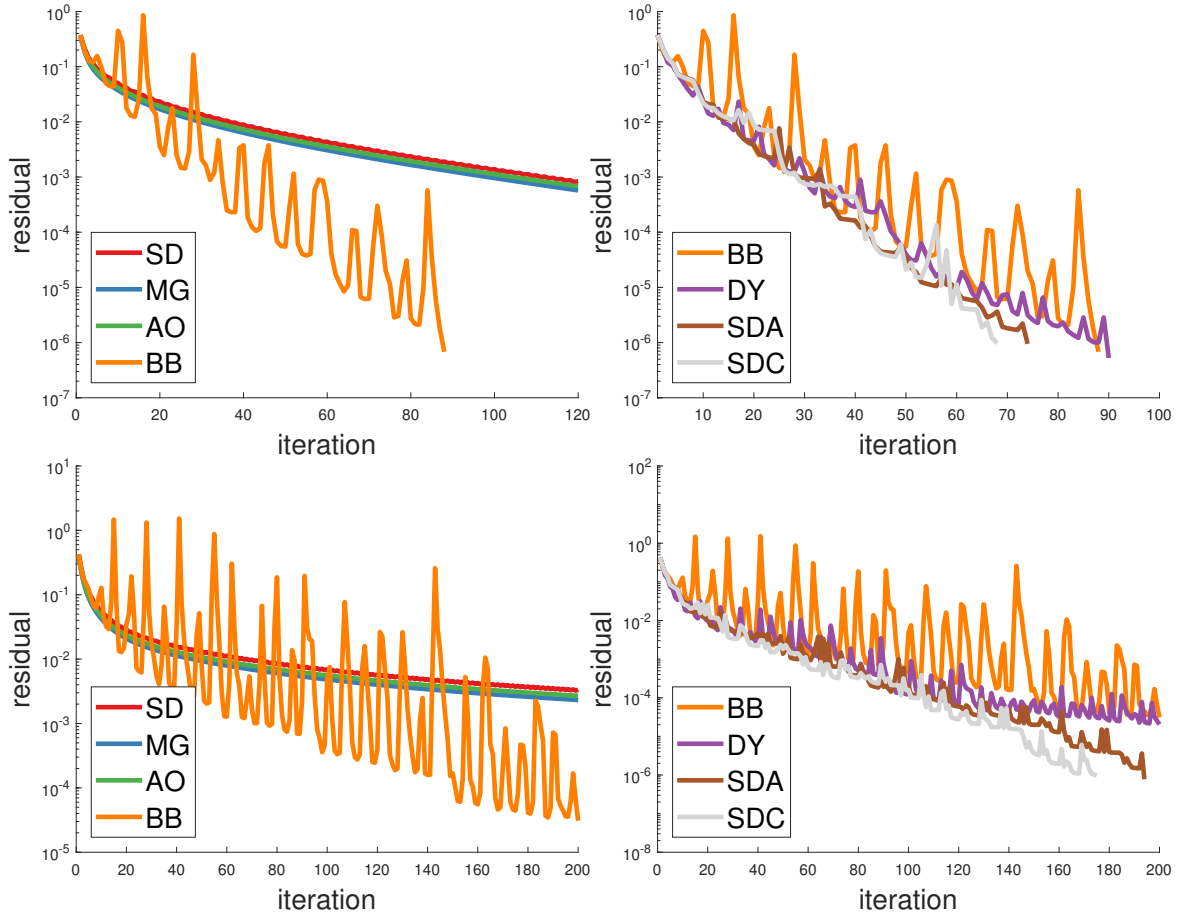 10^0
10^-1
10^-2
10^-3
10^-4
10^-5
10^-6
10^-7
residual
SD
MG
AO
BB
0 20 40 60 80 100 120
iteration
10^0
10^-1
10^-2
10^-3
10^-4
10^-5
10^-6
10^-7
residual
BB
DY
SDA
SDC
10 20 30 40 50 60 70 80 90 100
iteration
10^1
10^0
10^-1
10^-2
10^-3
10^-4
10^-5
residual
SD
MG
AO
BB
0 20 40 60 80 100 120 140 160 180 200
iteration
10^2
10^0
10^-2
10^-4
10^-6
10^-8
residual
BB
DY
SDA
SDC
0 20 40 60 80 100 120 140 160 180 200
iteration